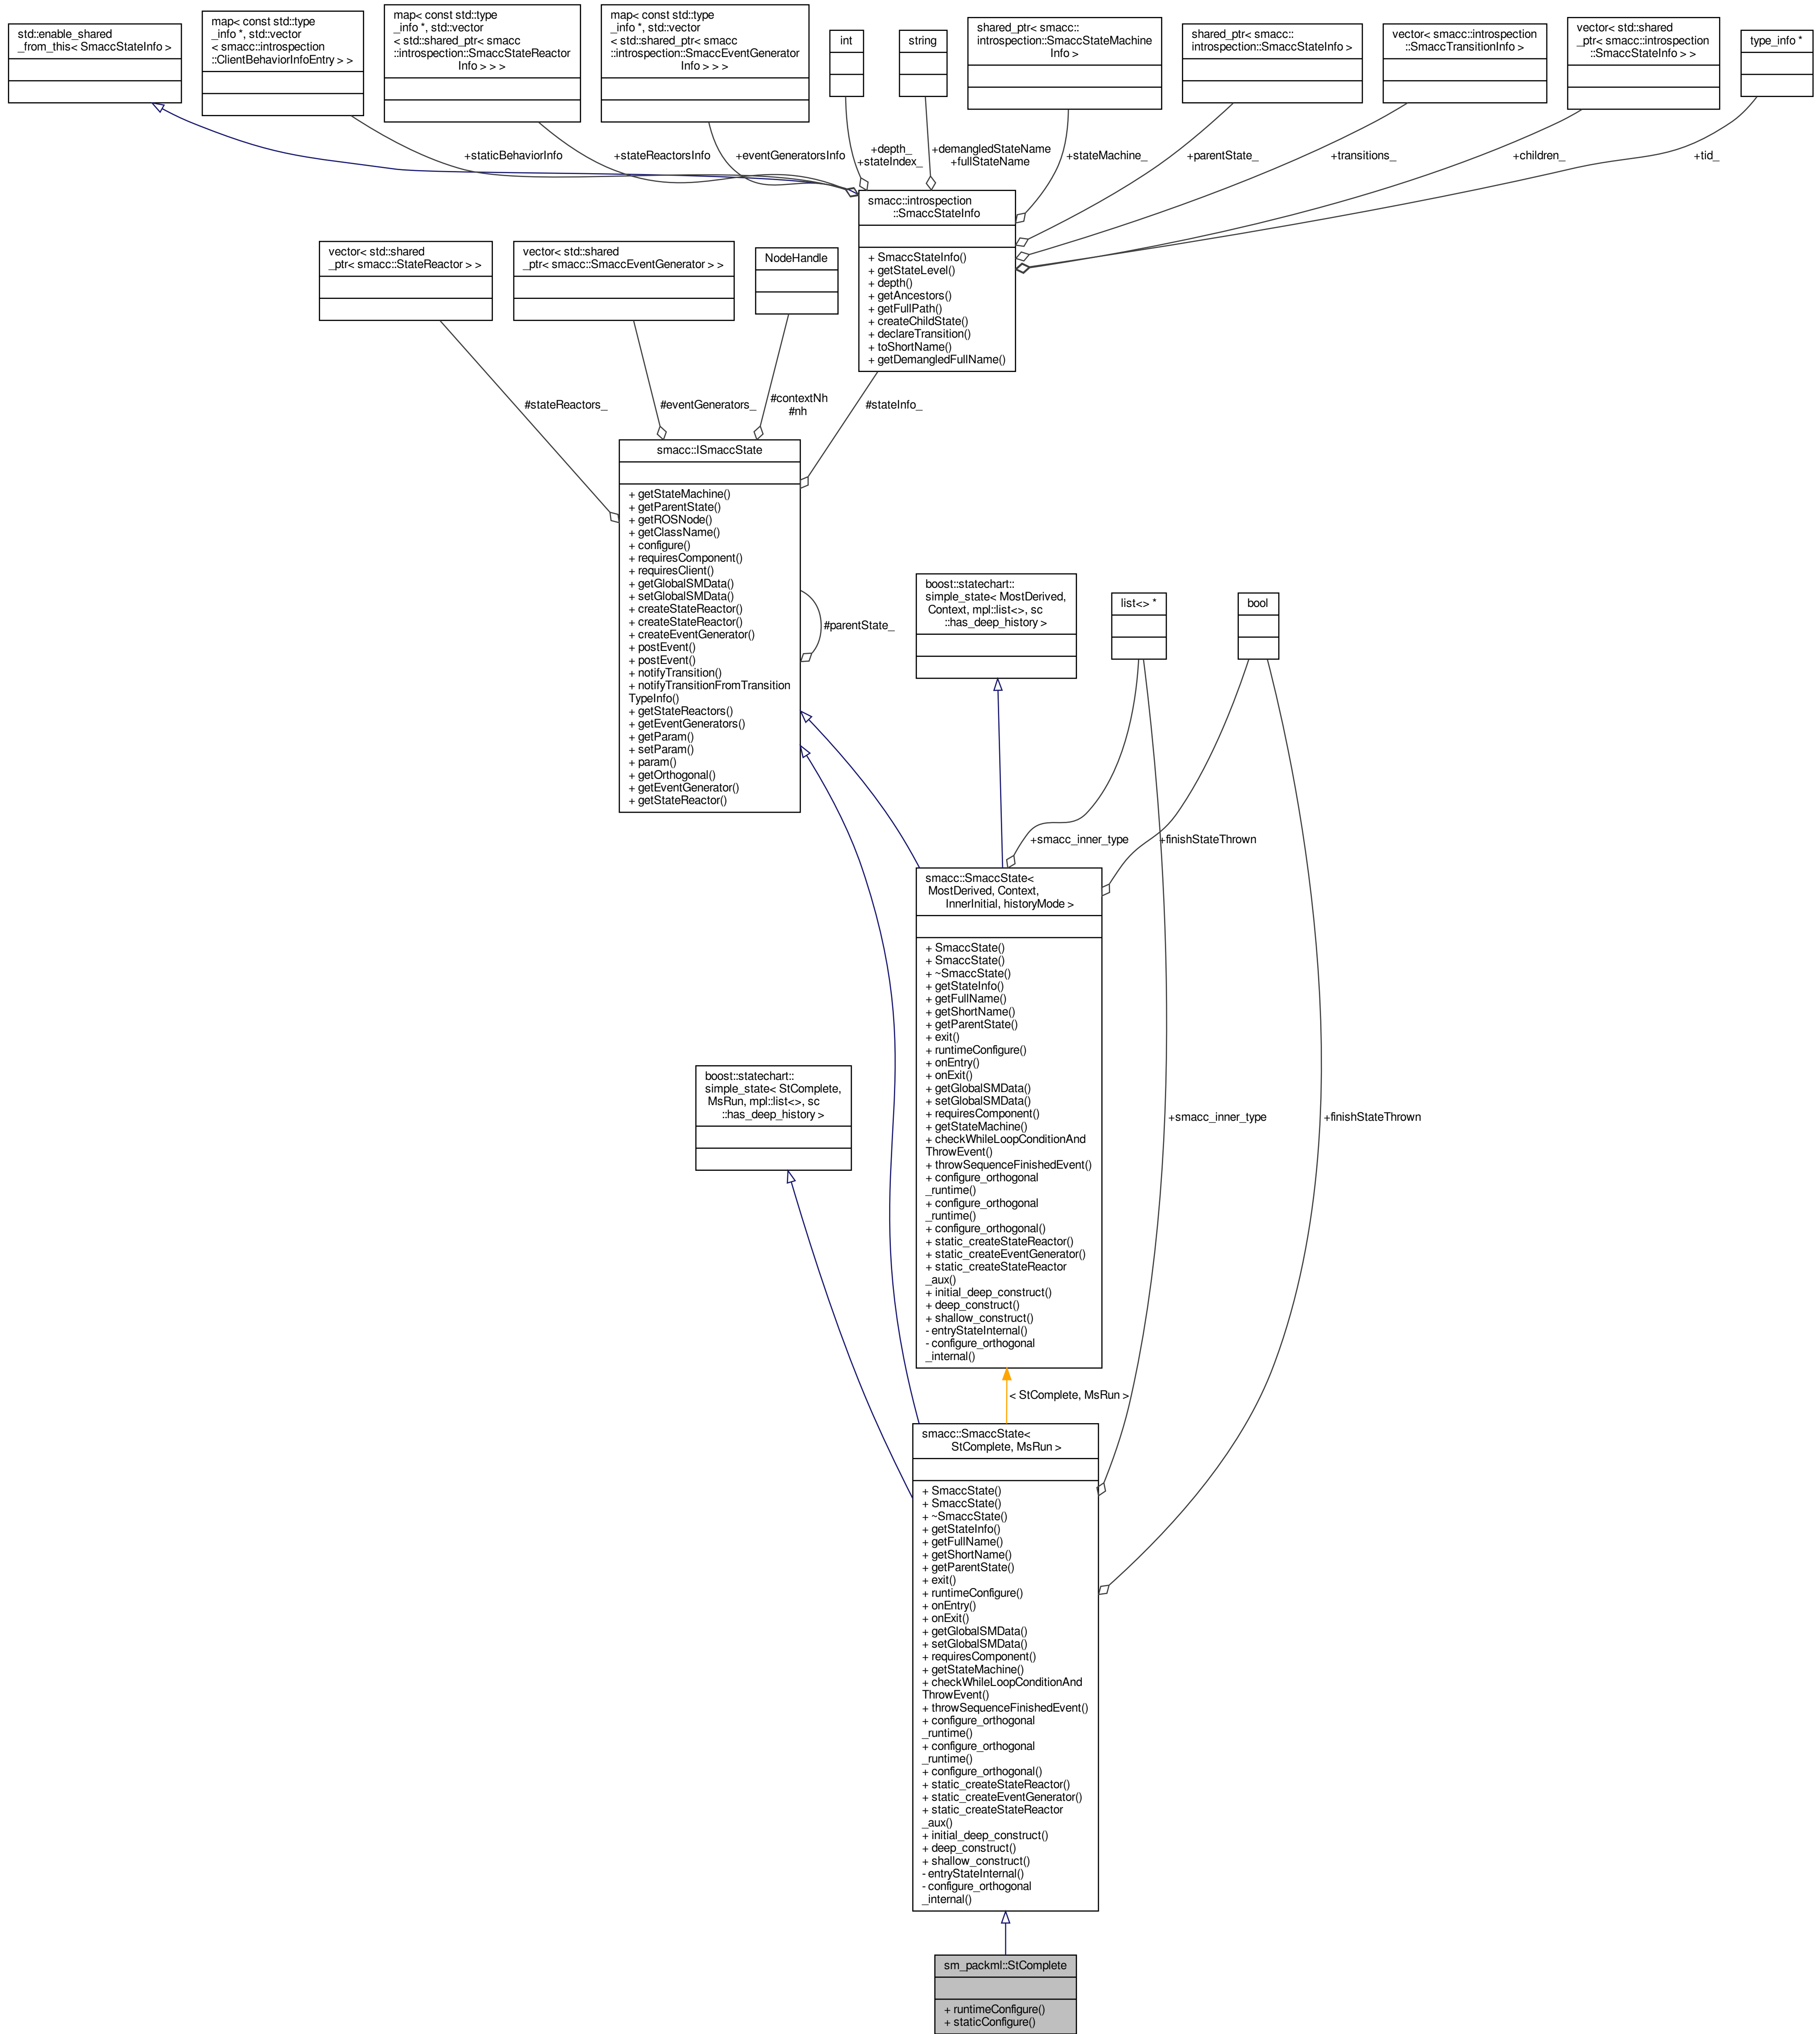 std::enable_shared
_from_this< SmaccStateInfo >
map< const std::type
_info *, std::vector
< smacc::introspection
::ClientBehaviorInfoEntry > >
map< const std::type
_info *, std::vector
< std::shared_ptr< smacc
::introspection::SmaccStateReactor
Info > > >
map< const std::type
_info *, std::vector
< std::shared_ptr< smacc
::introspection::SmaccEventGenerator
Info > > >
int
string
shared_ptr< smacc::
introspection::SmaccStateMachine
Info >
shared_ptr< smacc::
introspection::SmaccStateInfo >
vector< smacc::introspection
::SmaccTransitionInfo >
vector< std::shared
_ptr< smacc::introspection
::SmaccStateInfo > >
type_info *
+staticBehaviorInfo
+stateReactorsInfo
+eventGeneratorsInfo
+depth_
+stateIndex_
+demangledStateName
+fullStateName
+stateMachine_
+parentState_
+transitions_
+children_
+tid_
smacc::introspection
::SmaccStateInfo
+ SmaccStateInfo()
+ getStateLevel()
+ depth()
+ getAncestors()
+ getFullPath()
+ createChildState()
+ declareTransition()
+ toShortName()
+ getDemangledFullName()
vector< std::shared
_ptr< smacc::StateReactor > >
vector< std::shared
_ptr< smacc::SmaccEventGenerator > >
NodeHandle
#stateReactors_
#eventGenerators_
#contextNh
#nh
#stateInfo_
smacc::ISmaccState
+ getStateMachine()
+ getParentState()
+ getROSNode()
+ getClassName()
+ configure()
+ requiresComponent()
+ requiresClient()
+ getGlobalSMData()
+ setGlobalSMData()
+ createStateReactor()
+ createStateReactor()
+ createEventGenerator()
+ postEvent()
+ postEvent()
+ notifyTransition()
+ notifyTransitionFromTransition
TypeInfo()
+ getStateReactors()
+ getEventGenerators()
+ getParam()
+ setParam()
+ param()
+ getOrthogonal()
+ getEventGenerator()
+ getStateReactor()
#parentState_
boost::statechart::
simple_state< MostDerived,
Context, mpl::list<>, sc
::has_deep_history >
list<> *
bool
+smacc_inner_type
+finishStateThrown
smacc::SmaccState<
MostDerived, Context,
InnerInitial, historyMode >
+ SmaccState()
+ SmaccState()
+ ~SmaccState()
+ getStateInfo()
+ getFullName()
+ getShortName()
+ getParentState()
+ exit()
+ runtimeConfigure()
+ onEntry()
+ onExit()
+ getGlobalSMData()
+ setGlobalSMData()
+ requiresComponent()
+ getStateMachine()
+ checkWhileLoopConditionAnd
ThrowEvent()
+ throwSequenceFinishedEvent()
+ configure_orthogonal
_runtime()
+ configure_orthogonal
_runtime()
+ configure_orthogonal()
+ static_createStateReactor()
+ static_createEventGenerator()
+ static_createStateReactor
_aux()
+ initial_deep_construct()
+ deep_construct()
+ shallow_construct()
- entryStateInternal()
- configure_orthogonal
_internal()
boost::statechart::
simple_state< StComplete,
MsRun, mpl::list<>, sc
::has_deep_history >
+smacc_inner_type
+finishStateThrown
< StComplete, MsRun >
smacc::SmaccState<
StComplete, MsRun >
+ SmaccState()
+ SmaccState()
+ ~SmaccState()
+ getStateInfo()
+ getFullName()
+ getShortName()
+ getParentState()
+ exit()
+ runtimeConfigure()
+ onEntry()
+ onExit()
+ getGlobalSMData()
+ setGlobalSMData()
+ requiresComponent()
+ getStateMachine()
+ checkWhileLoopConditionAnd
ThrowEvent()
+ throwSequenceFinishedEvent()
+ configure_orthogonal
_runtime()
+ configure_orthogonal
_runtime()
+ configure_orthogonal()
+ static_createStateReactor()
+ static_createEventGenerator()
+ static_createStateReactor
_aux()
+ initial_deep_construct()
+ deep_construct()
+ shallow_construct()
- entryStateInternal()
- configure_orthogonal
_internal()
sm_packml::StComplete
+ runtimeConfigure()
+ staticConfigure()